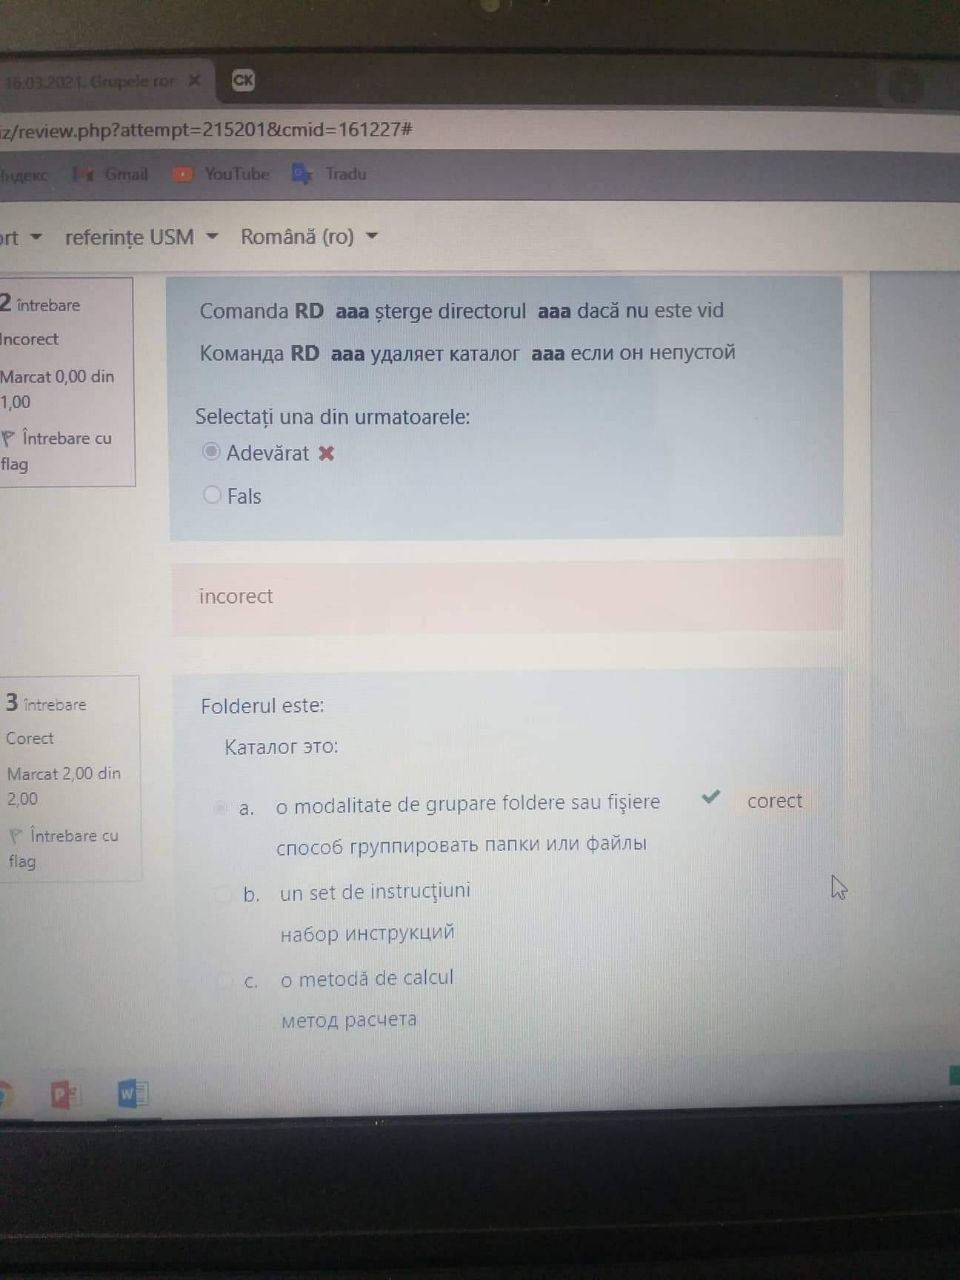 16.03.2021. Grupele ror
CK
iz/review.php?attempt=215201&cmid=161227#
Яндекс Gmail YouTube Tradu
ort referințe USM Română (ro)
2 întrebare
Incorect
Marcat 0,00 din
1,00
Întrebare cu
flag
Comanda RD aaa șterge directorul aaa dacă nu este vid
Команда RD aaa удаляет каталог aaa если он непустой
Selectați una din urmatoarele:
Adevărat
Fals
incorect
3 întrebare
Corect
Marcat 2,00 din
2,00
Întrebare cu
flag
Folderul este:
Каталог это:
a. o modalitate de grupare foldere sau fişiere corect
способ группировать папки или файлы
b. un set de instrucţiuni
набор инструкций
c. o metodă de calcul
метод расчета